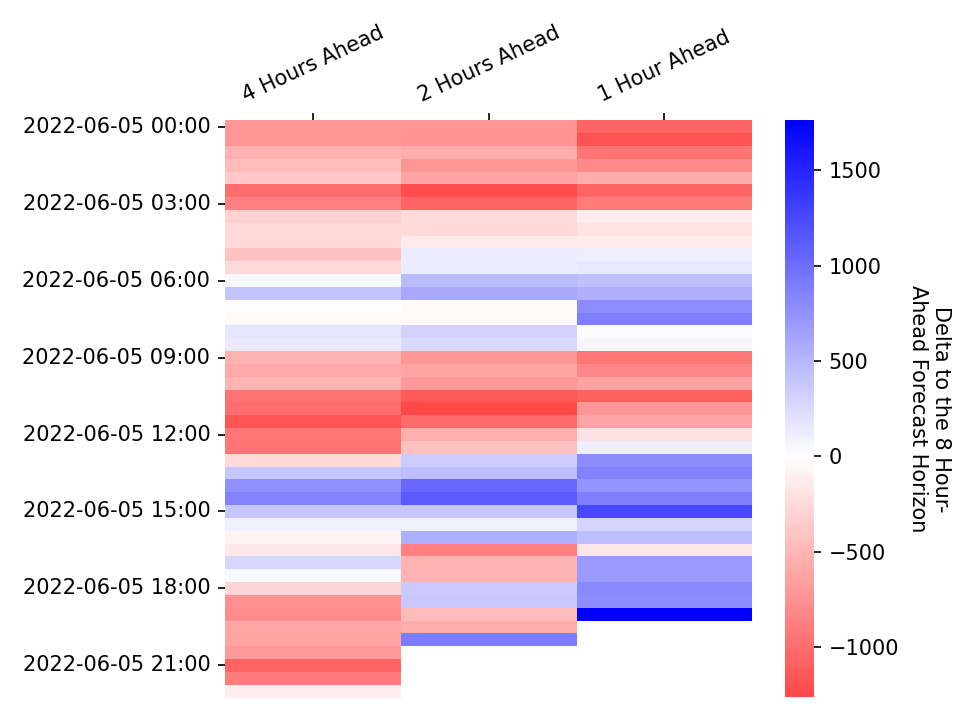 4 Hours Ahead
2 Hours Ahead
1 Hour Ahead
2022-06-05 00:00
2022-06-05 03:00
2022-06-05 06:00
2022-06-05 09:00
2022-06-05 12:00
2022-06-05 15:00
2022-06-05 18:00
2022-06-05 21:00
1500
1000
500
0
−500
−1000
Delta to the 8 Hour-
Ahead Forecast Horizon